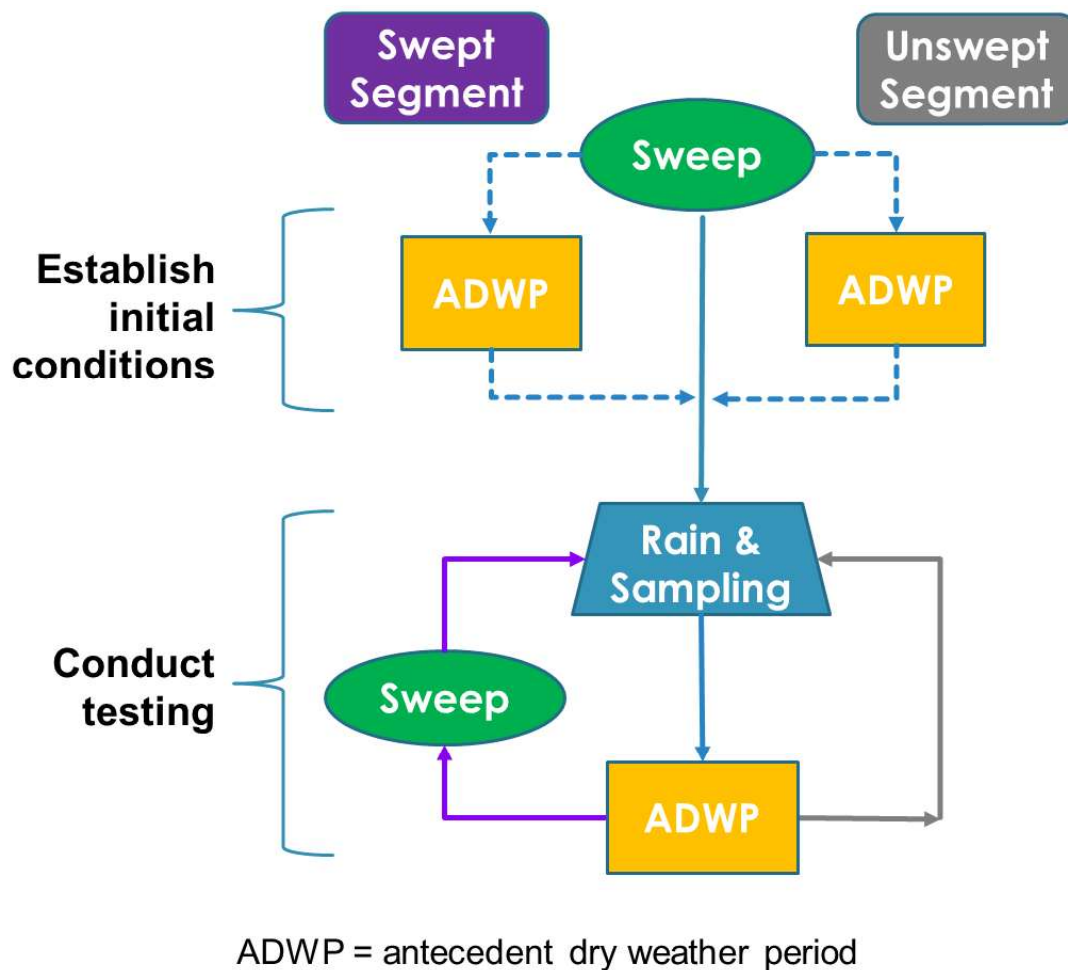 Swept
Segment
Unswept
Segment
Sweep
Establish
initial
conditions
ADWP
ADWP
Rain &
Sampling
Conduct
testing
Sweep
ADWP
ADWP = antecedent dry weather period